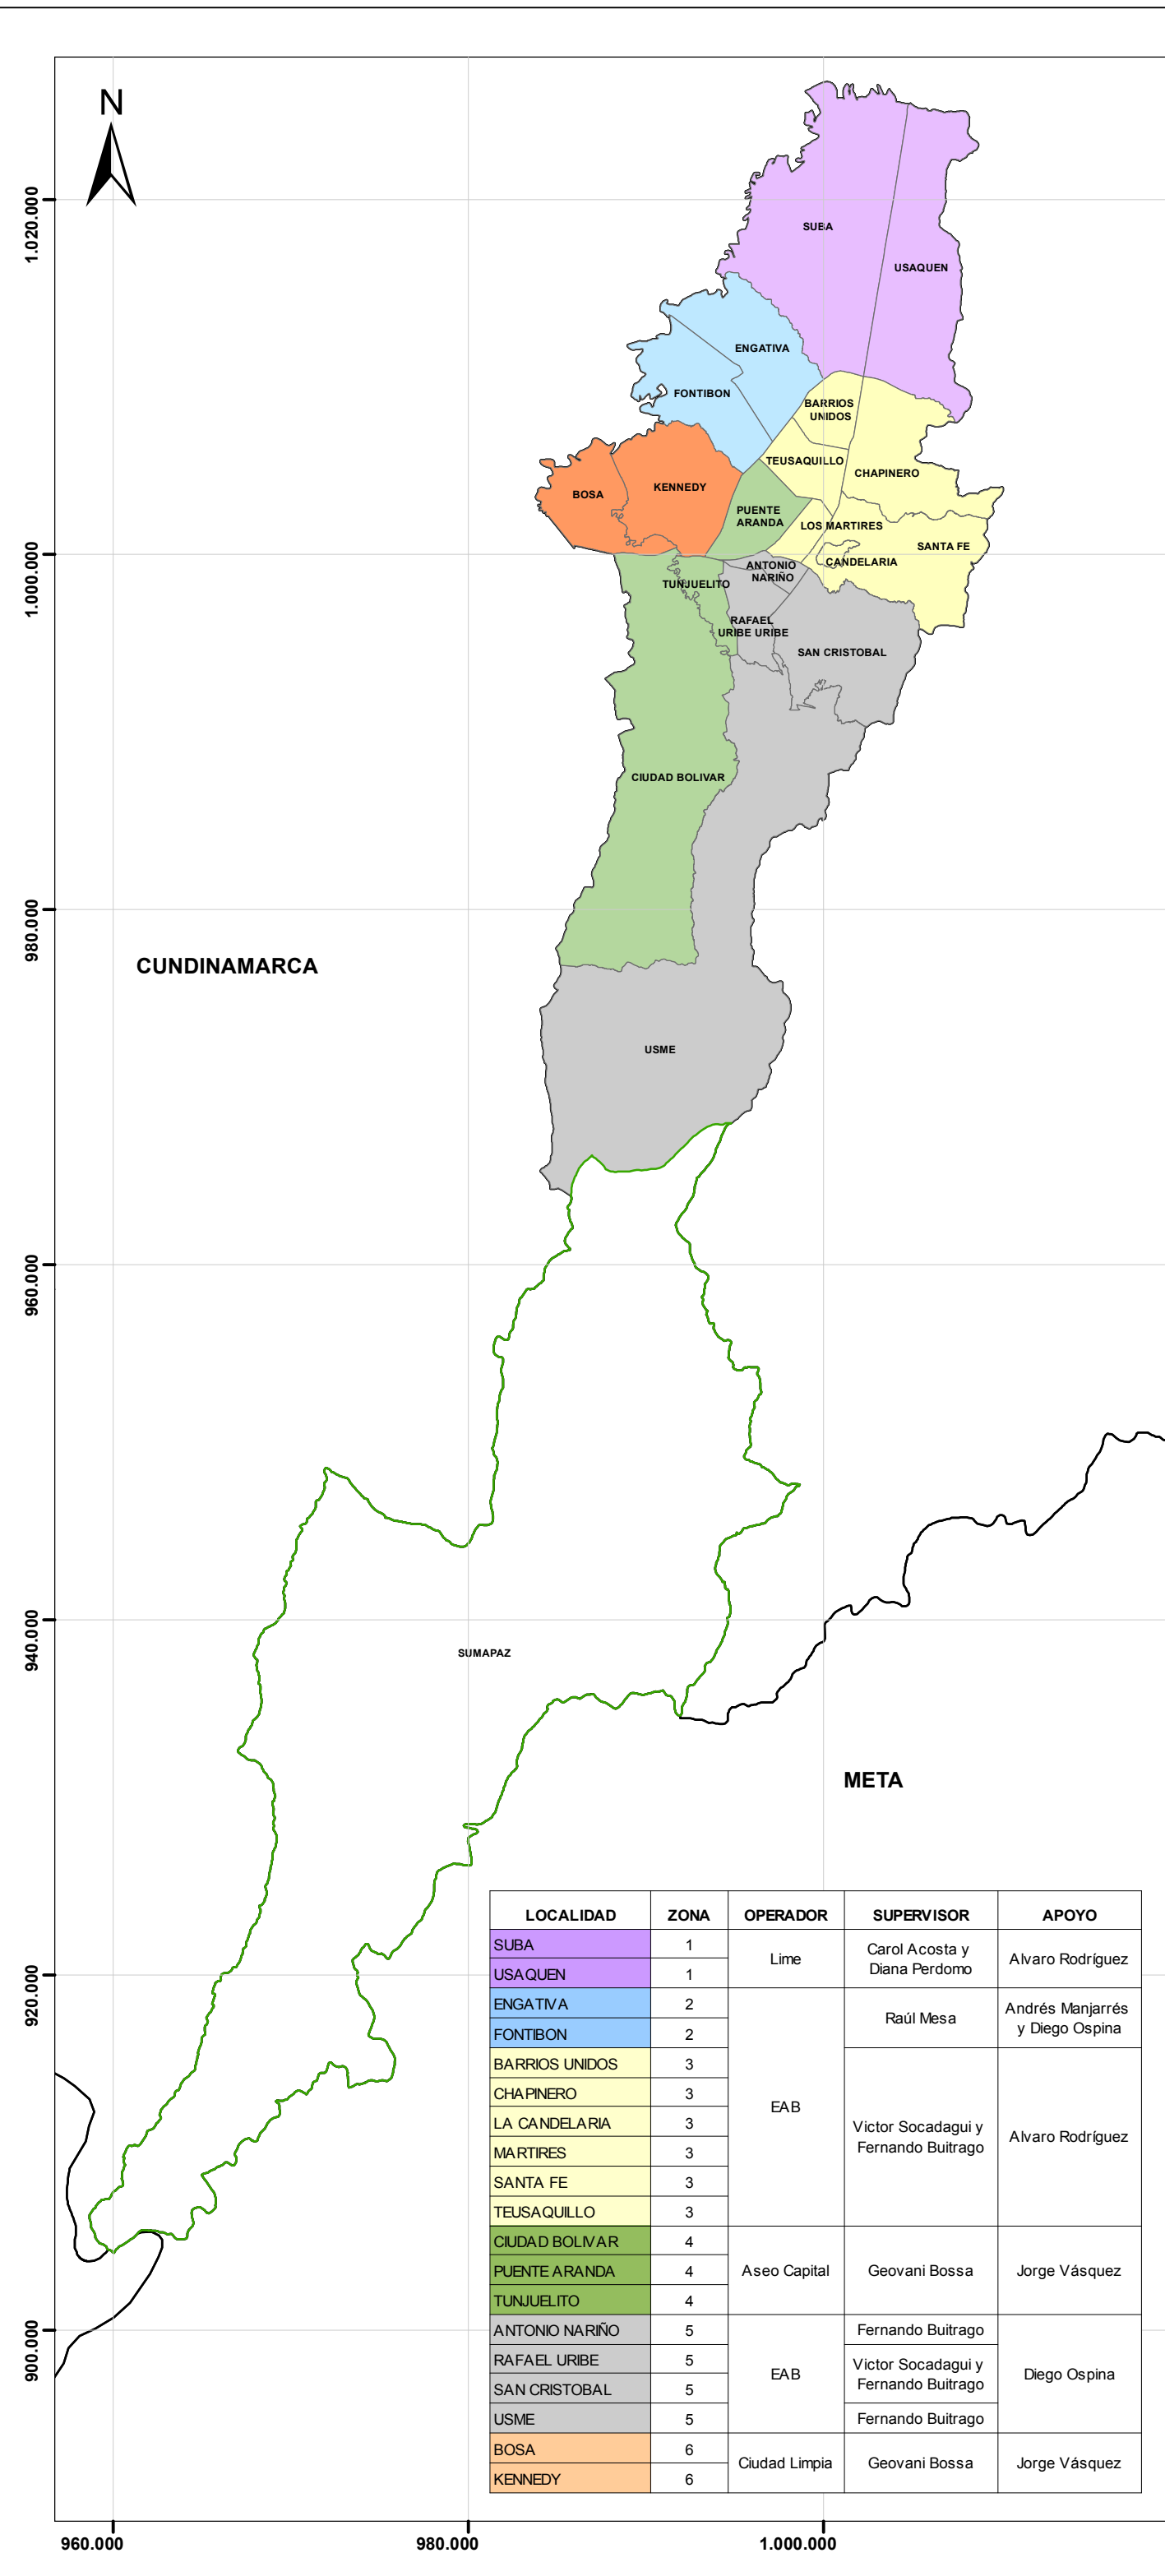 N
1.020.000
1.000.000
980.000
960.000
940.000
920.000
900.000
SUBA
USAQUEN
ENGATIVA
FONTIBON
BARRIOS
UNIDOS
TEUSAQUILLO
CHAPINERO
BOSA
KENNEDY
PUENTE
ARANDA
LOS MARTIRES
SANTA FE
CANDELARIA
ANTONIO
NARIÑO
TUNJUELITO
RAFAEL
URIBE URIBE
SAN CRISTOBAL
CIUDAD BOLIVAR
CUNDINAMARCA
USME
SUMAPAZ
META
LOCALIDAD ZONA OPERADOR SUPERVISOR APOYO
SUBA 1 Lime Carol Acosta y Alvaro Rodríguez
USAQUEN 1 Diana Perdomo
ENGATIVA 2 EAB Raúl Mesa Andrés Manjarrés
FONTIBON 2 y Diego Ospina
BARRIOS UNIDOS 3
CHAPINERO 3
LA CANDELARIA 3 Victor Socadagui y Alvaro Rodríguez
MARTIRES 3 Fernando Buitrago
SANTA FE 3
TEUSAQUILLO 3
CIUDAD BOLIVAR 4
PUENTE ARANDA 4 Aseo Capital Geovani Bossa Jorge Vásquez
TUNJUELITO 4
ANTONIO NARIÑO 5 Fernando Buitrago
RAFAEL URIBE 5 EAB Victor Socadagui y Diego Ospina
SAN CRISTOBAL 5 Fernando Buitrago
USME 5 Fernando Buitrago
BOSA 6 Ciudad Limpia Geovani Bossa Jorge Vásquez
KENNEDY 6
960.000 980.000 1.000.000